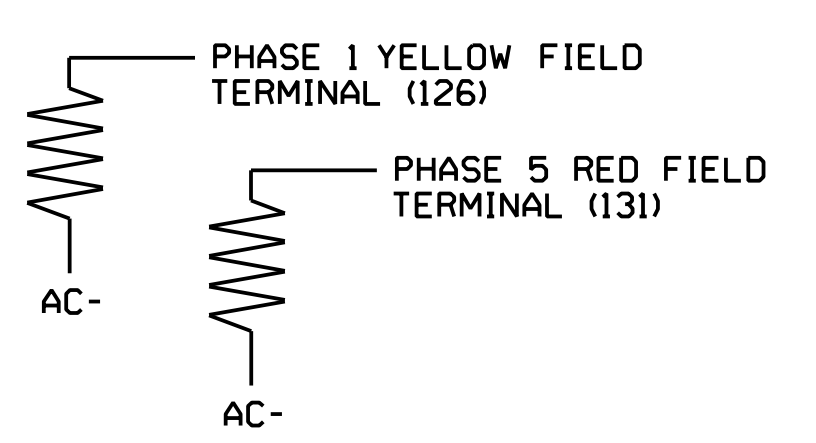 PHASE 1 YELLOW FIELD
TERMINAL (126)
AC-
PHASE 5 RED FIELD
TERMINAL (131)
AC-